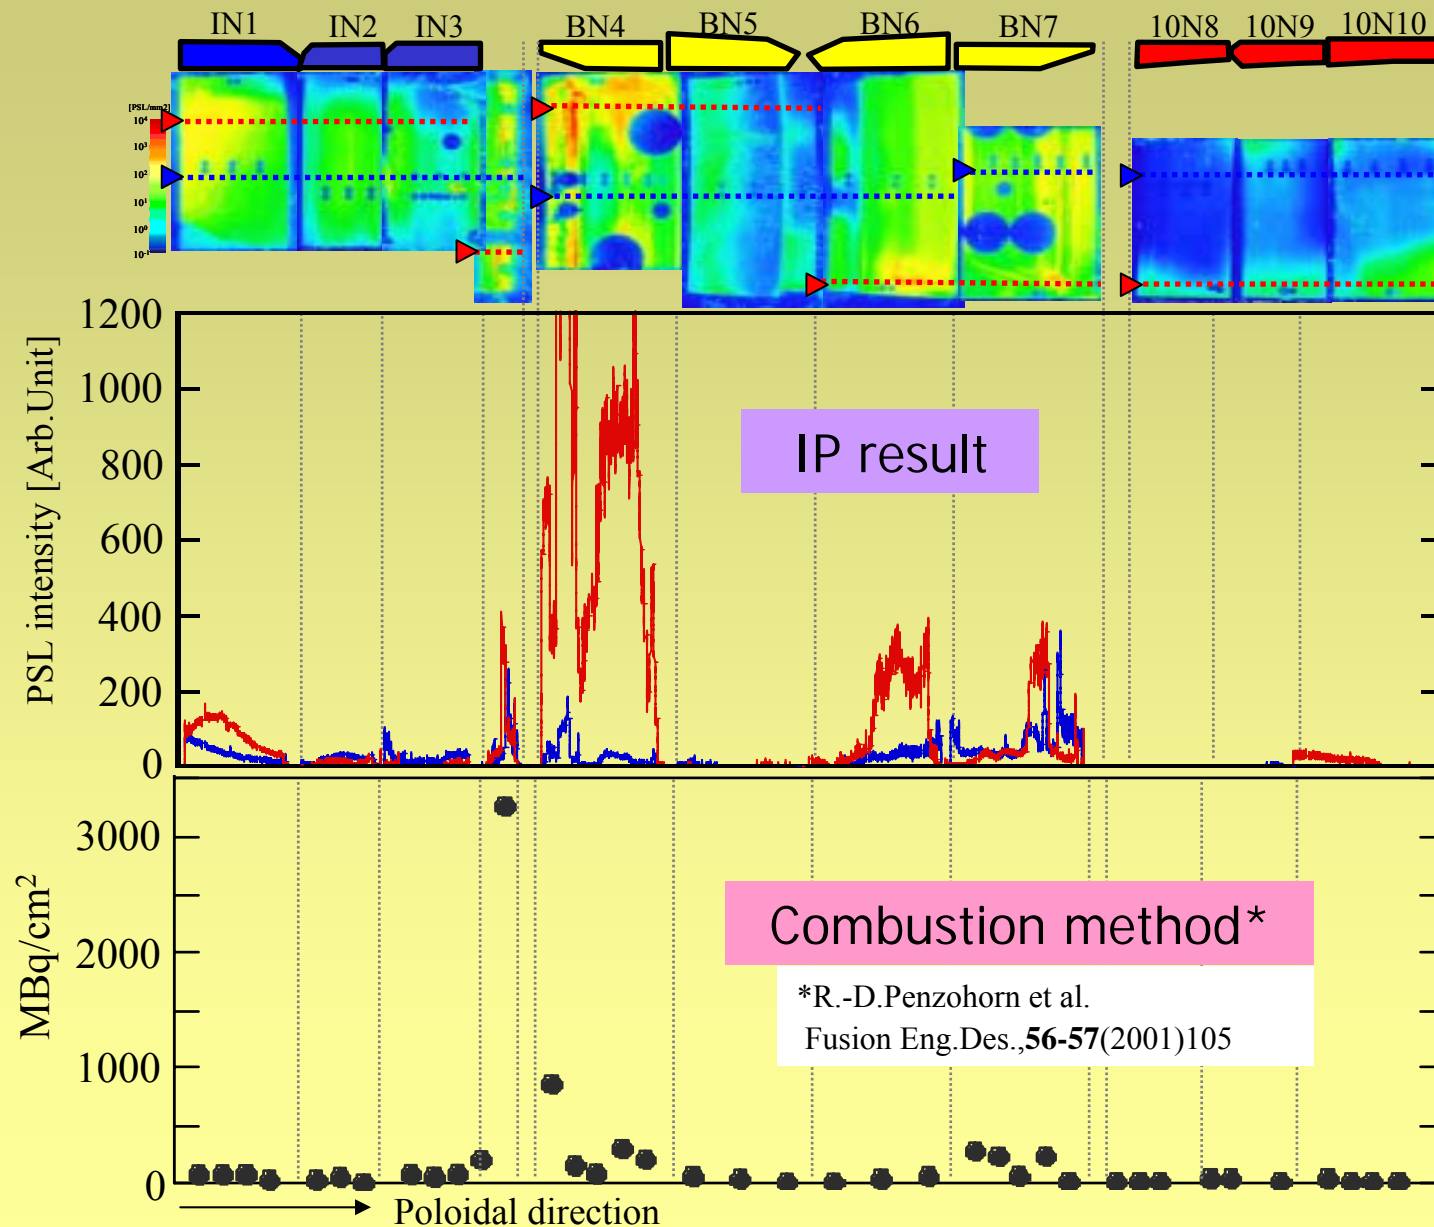 IN1 IN2 IN3 BN4 BN5 BN6 BN7 10N8 10N9 10N10
[PSL/mm2]
10⁴
10³
10²
10¹
10⁰
10⁻¹
PSL intensity [Arb.Unit]
1200
1000
800
600
400
200
0
IP result
MBq/cm²
3000
2000
1000
0
Combustion method*
*R.-D.Penzohorn et al.
Fusion Eng.Des.,56-57(2001)105
Poloidal direction